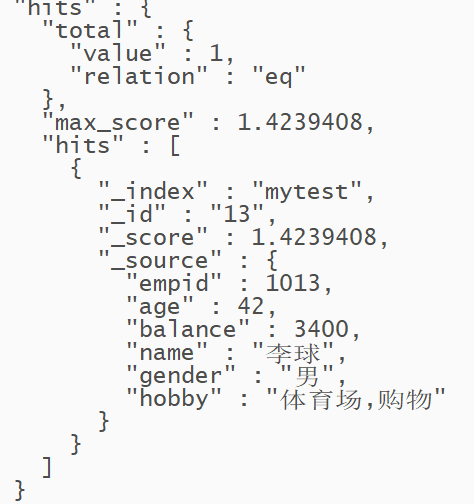 "hits" : {
"total" : {
"value" : 1,
"relation" : "eq"
},
"max_score" : 1.4239408,
"hits" : [
{
"_index" : "mytest",
"_id" : "13",
"_score" : 1.4239408,
"_source" : {
"empid" : 1013,
"age" : 42,
"balance" : 3400,
"name" : "李球",
"gender" : "男",
"hobby" : "体育场,购物"
}
}
]
}